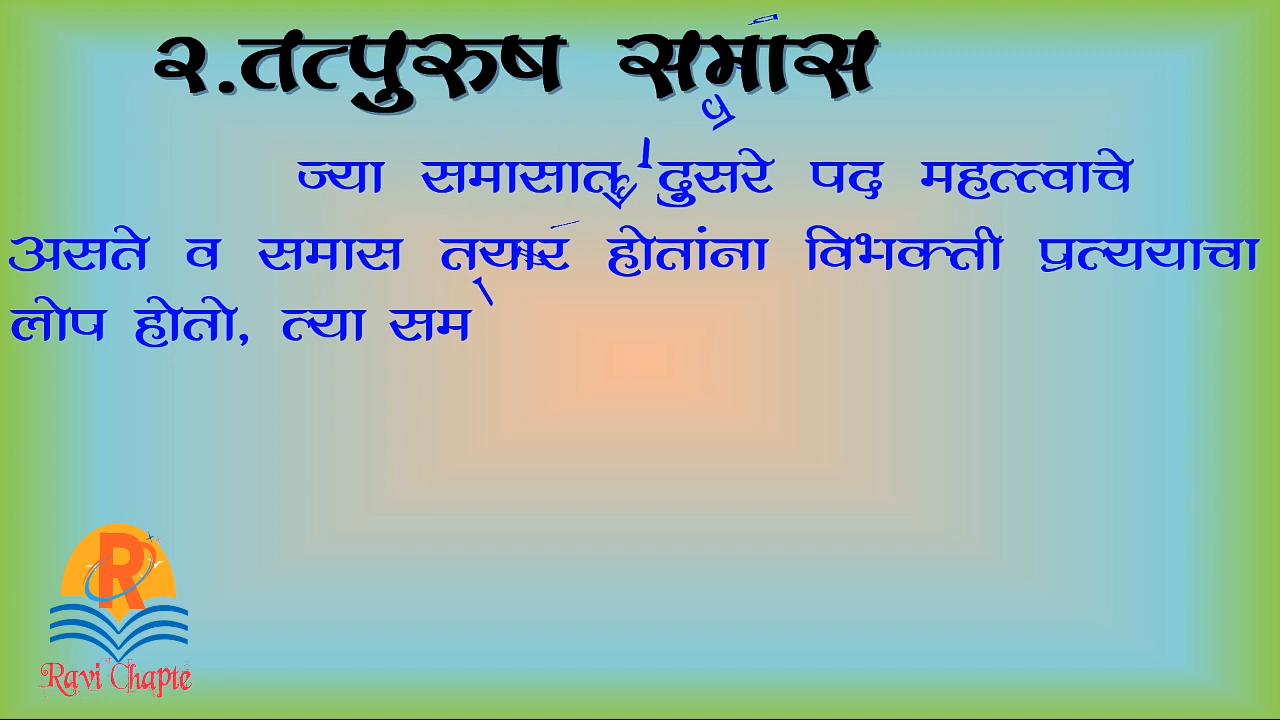 २.तत्पुरुष समास
ज्या समासात दुसरे पद महत्त्वाचे
असते व समास तयार होतांना विभक्ती प्रत्ययाचा
लोप होतो, त्या सम
Ravi Chapte